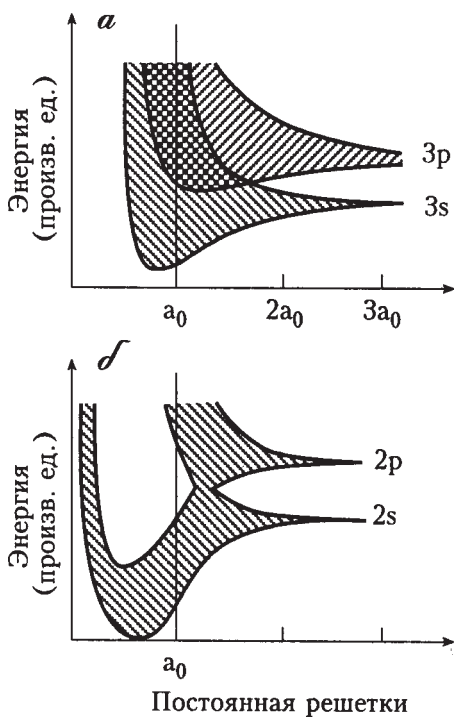 а
Энергия
(произв. ед.)
3p
3s
a₀
2a₀
3a₀
б
Энергия
(произв. ед.)
2p
2s
a₀
Постоянная решетки